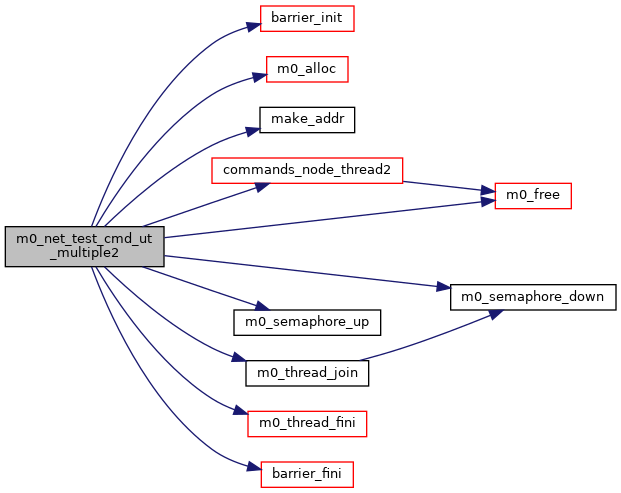 barrier_init
m0_alloc
make_addr
commands_node_thread2
m0_free
m0_net_test_cmd_ut
_multiple2
m0_semaphore_down
m0_semaphore_up
m0_thread_join
m0_thread_fini
barrier_fini